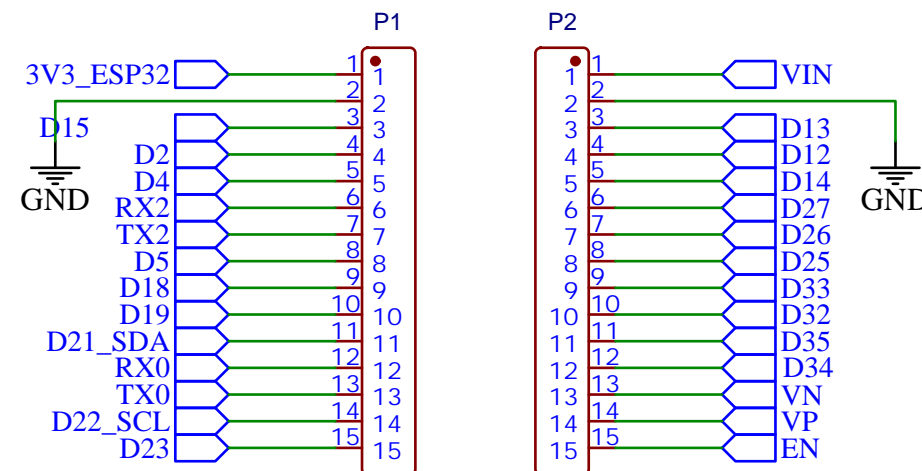 P1 P2
3V3_ESP32 1 1 1 1 VIN
2 2 2 2
D15 3 3 3 3 D13
D2 4 4 4 4 D12
D4 5 5 5 5 D14
GND RX2 6 6 6 6 D27 GND
TX2 7 7 7 7 D26
D5 8 8 8 8 D25
D18 9 9 9 9 D33
D19 10 10 10 10 D32
D21_SDA 11 11 11 11 D35
RX0 12 12 12 12 D34
TX0 13 13 13 13 VN
D22_SCL 14 14 14 14 VP
D23 15 15 15 15 EN